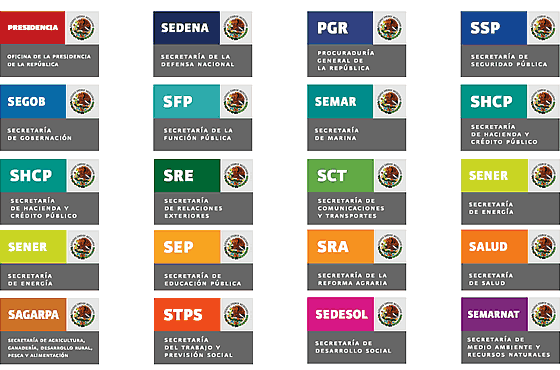 PRESIDENCIA
OFICINA DE LA PRESIDENCIA
DE LA REPÚBLICA
SEDENA
SECRETARÍA DE LA
DEFENSA NACIONAL
PGR
PROCURADURÍA
GENERAL DE
LA REPÚBLICA
SSP
SECRETARÍA DE
SEGURIDAD PÚBLICA
SEGOB
SECRETARÍA
DE GOBERNACIÓN
SFP
SECRETARÍA DE LA
FUNCIÓN PÚBLICA
SEMAR
SECRETARÍA
DE MARINA
SHCP
SECRETARÍA
DE HACIENDA Y
CRÉDITO PÚBLICO
SHCP
SECRETARÍA
DE HACIENDA Y
CRÉDITO PÚBLICO
SRE
SECRETARÍA
DE RELACIONES
EXTERIORES
SCT
SECRETARÍA DE
COMUNICACIONES
Y TRANSPORTES
SENER
SECRETARÍA
DE ENERGÍA
SENER
SECRETARÍA
DE ENERGÍA
SEP
SECRETARÍA DE
EDUCACIÓN PÚBLICA
SRA
SECRETARÍA DE LA
REFORMA AGRARIA
SALUD
SECRETARÍA
DE SALUD
SAGARPA
SECRETARÍA DE AGRICULTURA,
GANADERÍA, DESARROLLO RURAL,
PESCA Y ALIMENTACIÓN
STPS
SECRETARÍA
DEL TRABAJO Y
PREVISIÓN SOCIAL
SEDESOL
SECRETARÍA DE
DESARROLLO SOCIAL
SEMARNAT
SECRETARÍA DE
MEDIO AMBIENTE Y
RECURSOS NATURALES